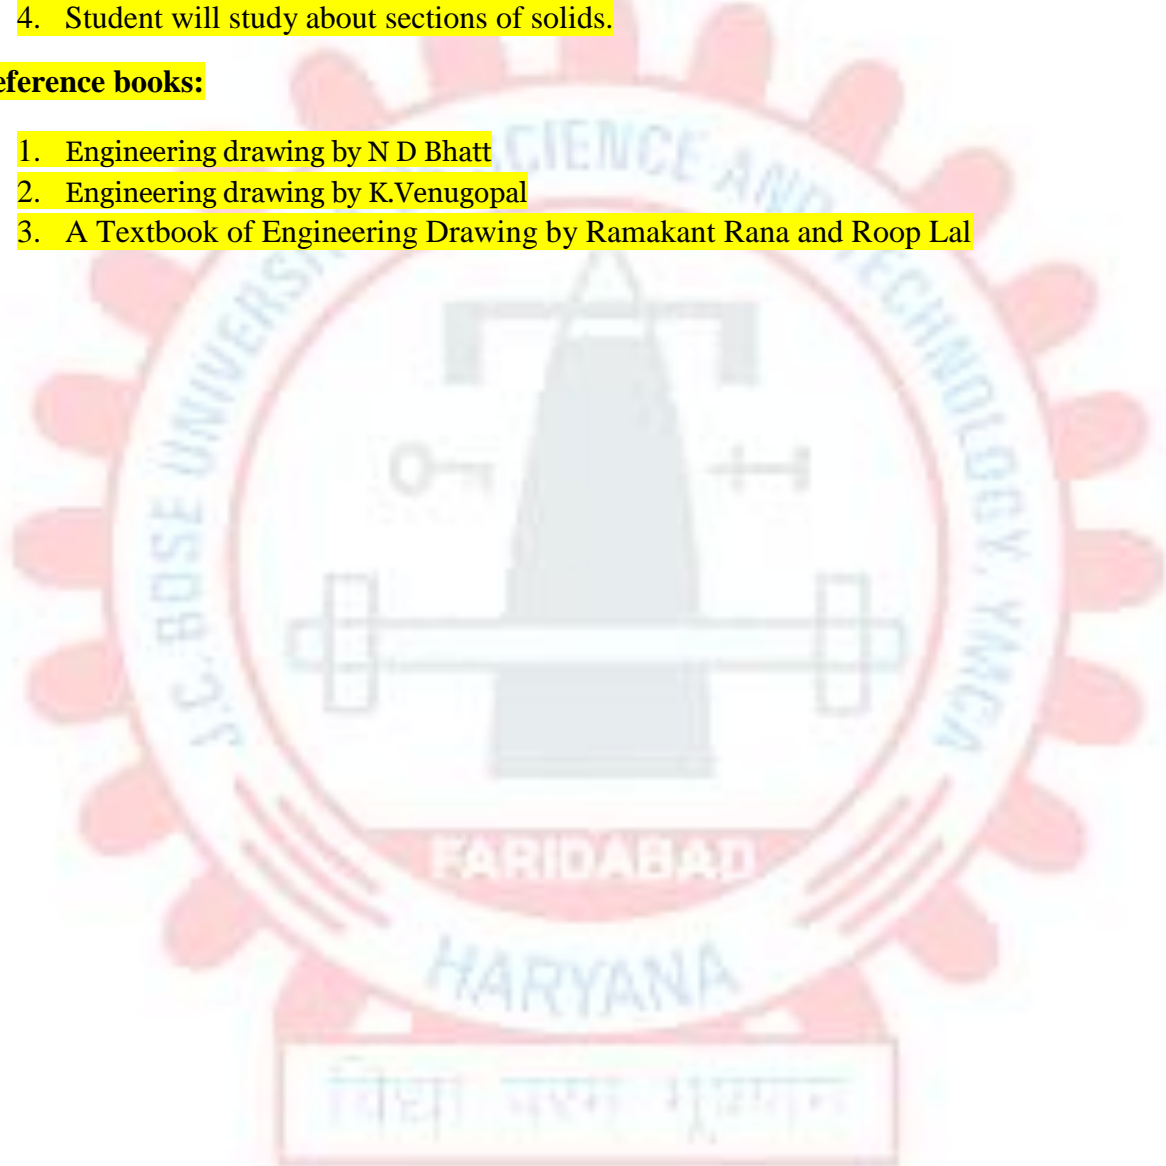 4. Student will study about sections of solids.
eference books:
1. Engineering drawing by N D Bhatt
2. Engineering drawing by K.Venugopal
3. A Textbook of Engineering Drawing by Ramakant Rana and Roop Lal
J.C. BOSE UNIVERSITY OF SCIENCE AND TECHNOLOGY, YMCA
FARIDABAD
HARYANA
विद्या परम भूषणम